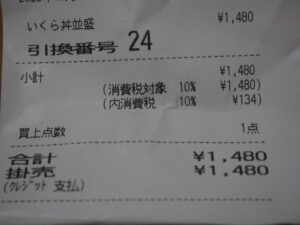 いくら丼並盛 ¥1,480
引換番号 24
小計 ¥1,480
(消費税対象 10% ¥1,480)
(内消費税 10% ¥134)
買上点数 1点
合計 ¥1,480
掛売 ¥1,480
(クレジット 支払)